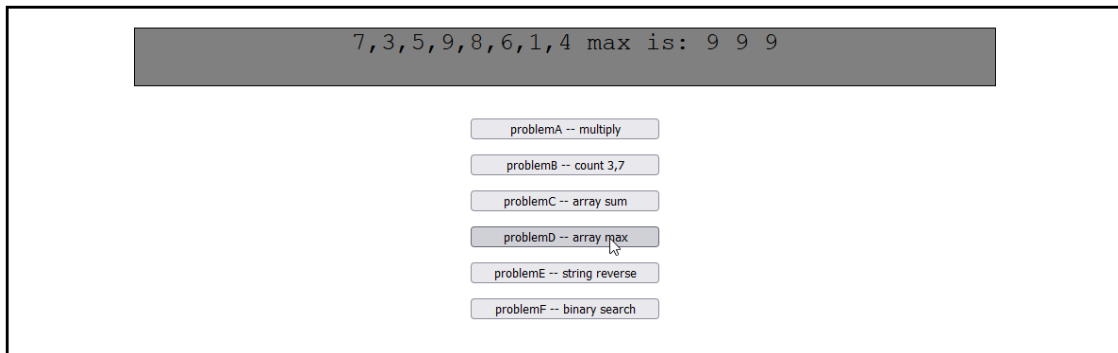 7,3,5,9,8,6,1,4 max is: 9 9 9
problemA -- multiply
problemB -- count 3,7
problemC -- array sum
problemD -- array max
problemE -- string reverse
problemF -- binary search